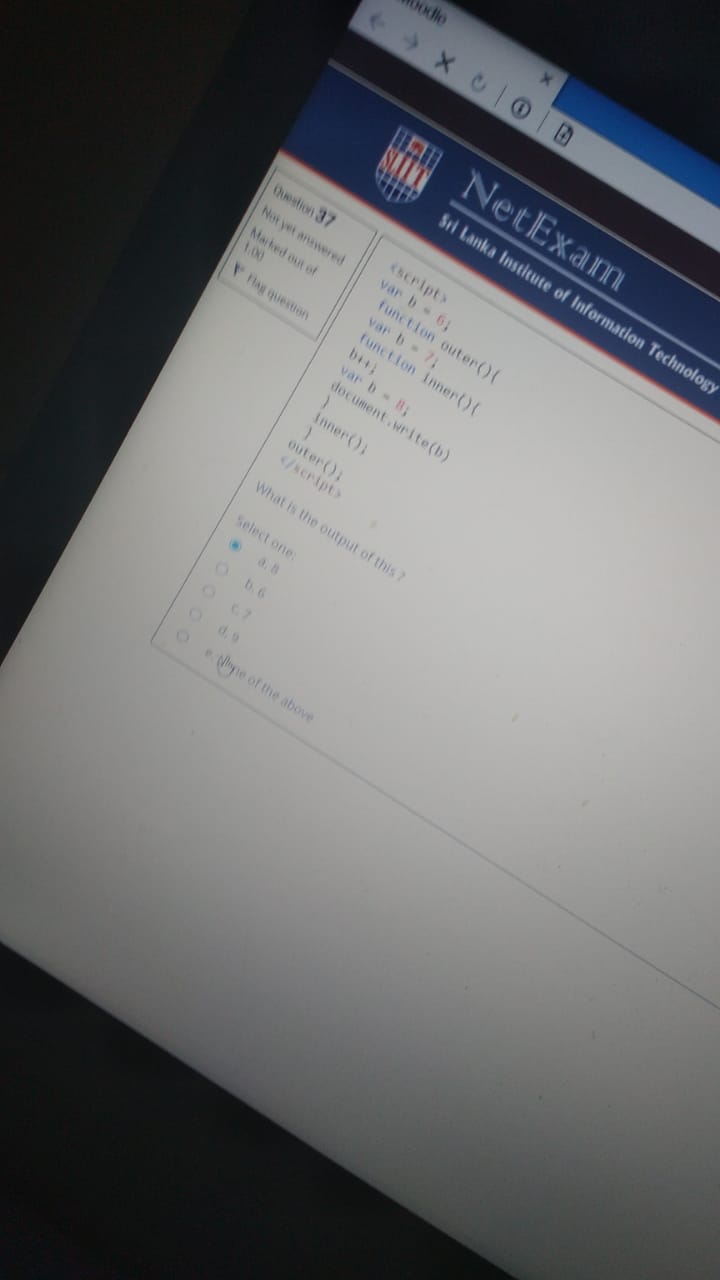 SLIIT
NetExam
Sri Lanka Institute of Information Technology
Question 37
Not yet answered
Marked out of
1.00
Flag question
<script>
var b = 6;
function outer(){
var b = 7;
function inner(){
b++;
var b = 8;
document.write(b)
}
inner();
}
outer();
</script>
What is the output of this ?
Select one:
a. 8
b. 6
c. 7
d. 9
e. None of the above